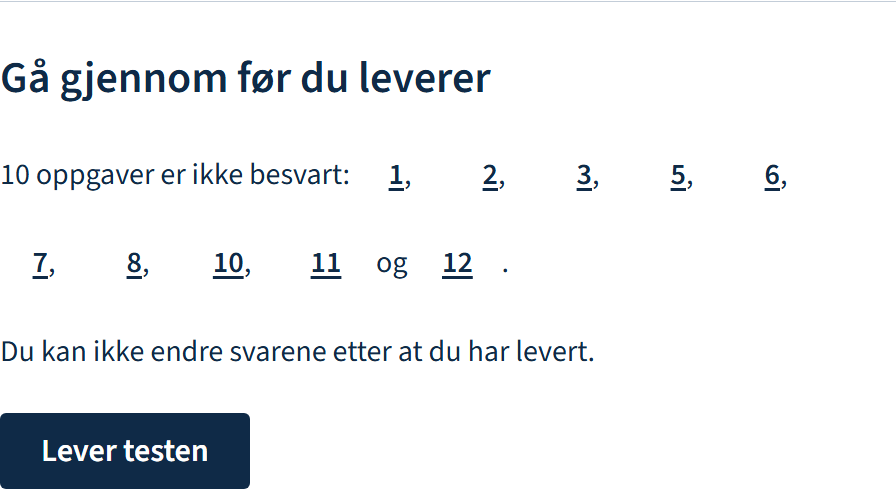 Gå gjennom før du leverer
10 oppgaver er ikke besvart: 1, 2, 3, 5, 6,
7, 8, 10, 11 og 12 .
Du kan ikke endre svarene etter at du har levert.
Lever testen